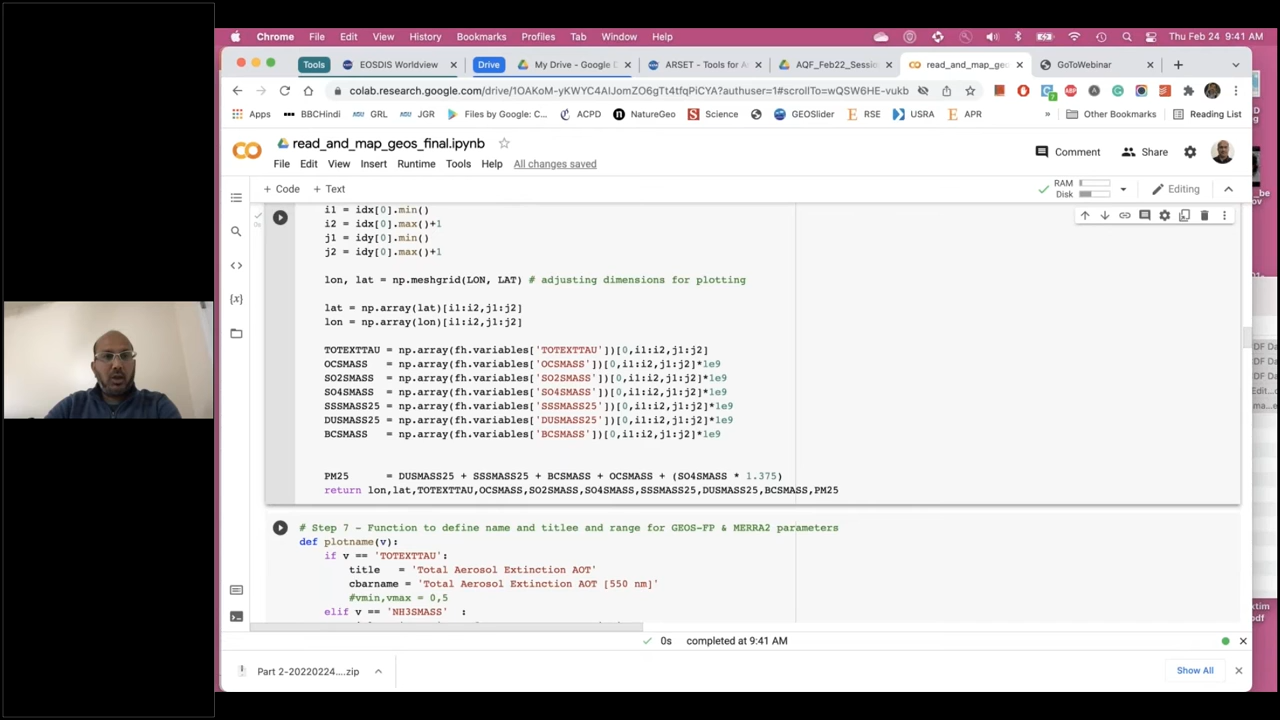 Chrome File Edit View History Bookmarks Profiles Tab Window Help Thu Feb 24 9:41 AM
Tools EOSDIS Worldview Drive My Drive - Google D ARSET - Tools for A AQF_Feb22_Sessio read_and_map_geo GoToWebinar
colab.research.google.com/drive/1OAKoM-yKWYC4AlJomZO6gTt4tfqPiCYA?authuser=1#scrollTo=wQSW6HE-vukb
Apps BBCHindi GRL JGR Files by Google: C... ACPD NatureGeo Science GEOSlider RSE USRA APR » Other Bookmarks Reading List
read_and_map_geos_final.ipynb
Comment Share
File Edit View Insert Runtime Tools Help All changes saved
+ Code + Text RAM Disk Editing
i1 = idx[0].min()
i2 = idx[0].max()+1
j1 = idy[0].min()
j2 = idy[0].max()+1
lon, lat = np.meshgrid(LON, LAT) # adjusting dimensions for plotting
lat = np.array(lat)[i1:i2,j1:j2]
lon = np.array(lon)[i1:i2,j1:j2]
TOTEXTTAU = np.array(fh.variables['TOTEXTTAU'])[0,i1:i2,j1:j2]
OCSMASS = np.array(fh.variables['OCSMASS'])[0,i1:i2,j1:j2]*1e9
SO2SMASS = np.array(fh.variables['SO2SMASS'])[0,i1:i2,j1:j2]*1e9
SO4SMASS = np.array(fh.variables['SO4SMASS'])[0,i1:i2,j1:j2]*1e9
SSSMASS25 = np.array(fh.variables['SSSMASS25'])[0,i1:i2,j1:j2]*1e9
DUSMASS25 = np.array(fh.variables['DUSMASS25'])[0,i1:i2,j1:j2]*1e9
BCSMASS = np.array(fh.variables['BCSMASS'])[0,i1:i2,j1:j2]*1e9
PM25 = DUSMASS25 + SSSMASS25 + BCSMASS + OCSMASS + (SO4SMASS * 1.375)
return lon,lat,TOTEXTTAU,OCSMASS,SO2SMASS,SO4SMASS,SSSMASS25,DUSMASS25,BCSMASS,PM25
# Step 7 - Function to define name and titlee and range for GEOS-FP & MERRA2 parameters
def plotname(v):
if v == 'TOTEXTTAU':
title = 'Total Aerosol Extinction AOT'
cbarname = 'Total Aerosol Extinction AOT [550 nm]'
#vmin,vmax = 0,5
elif v == 'NH3SMASS' :
0s completed at 9:41 AM
Part 2-20220224....zip
Show All